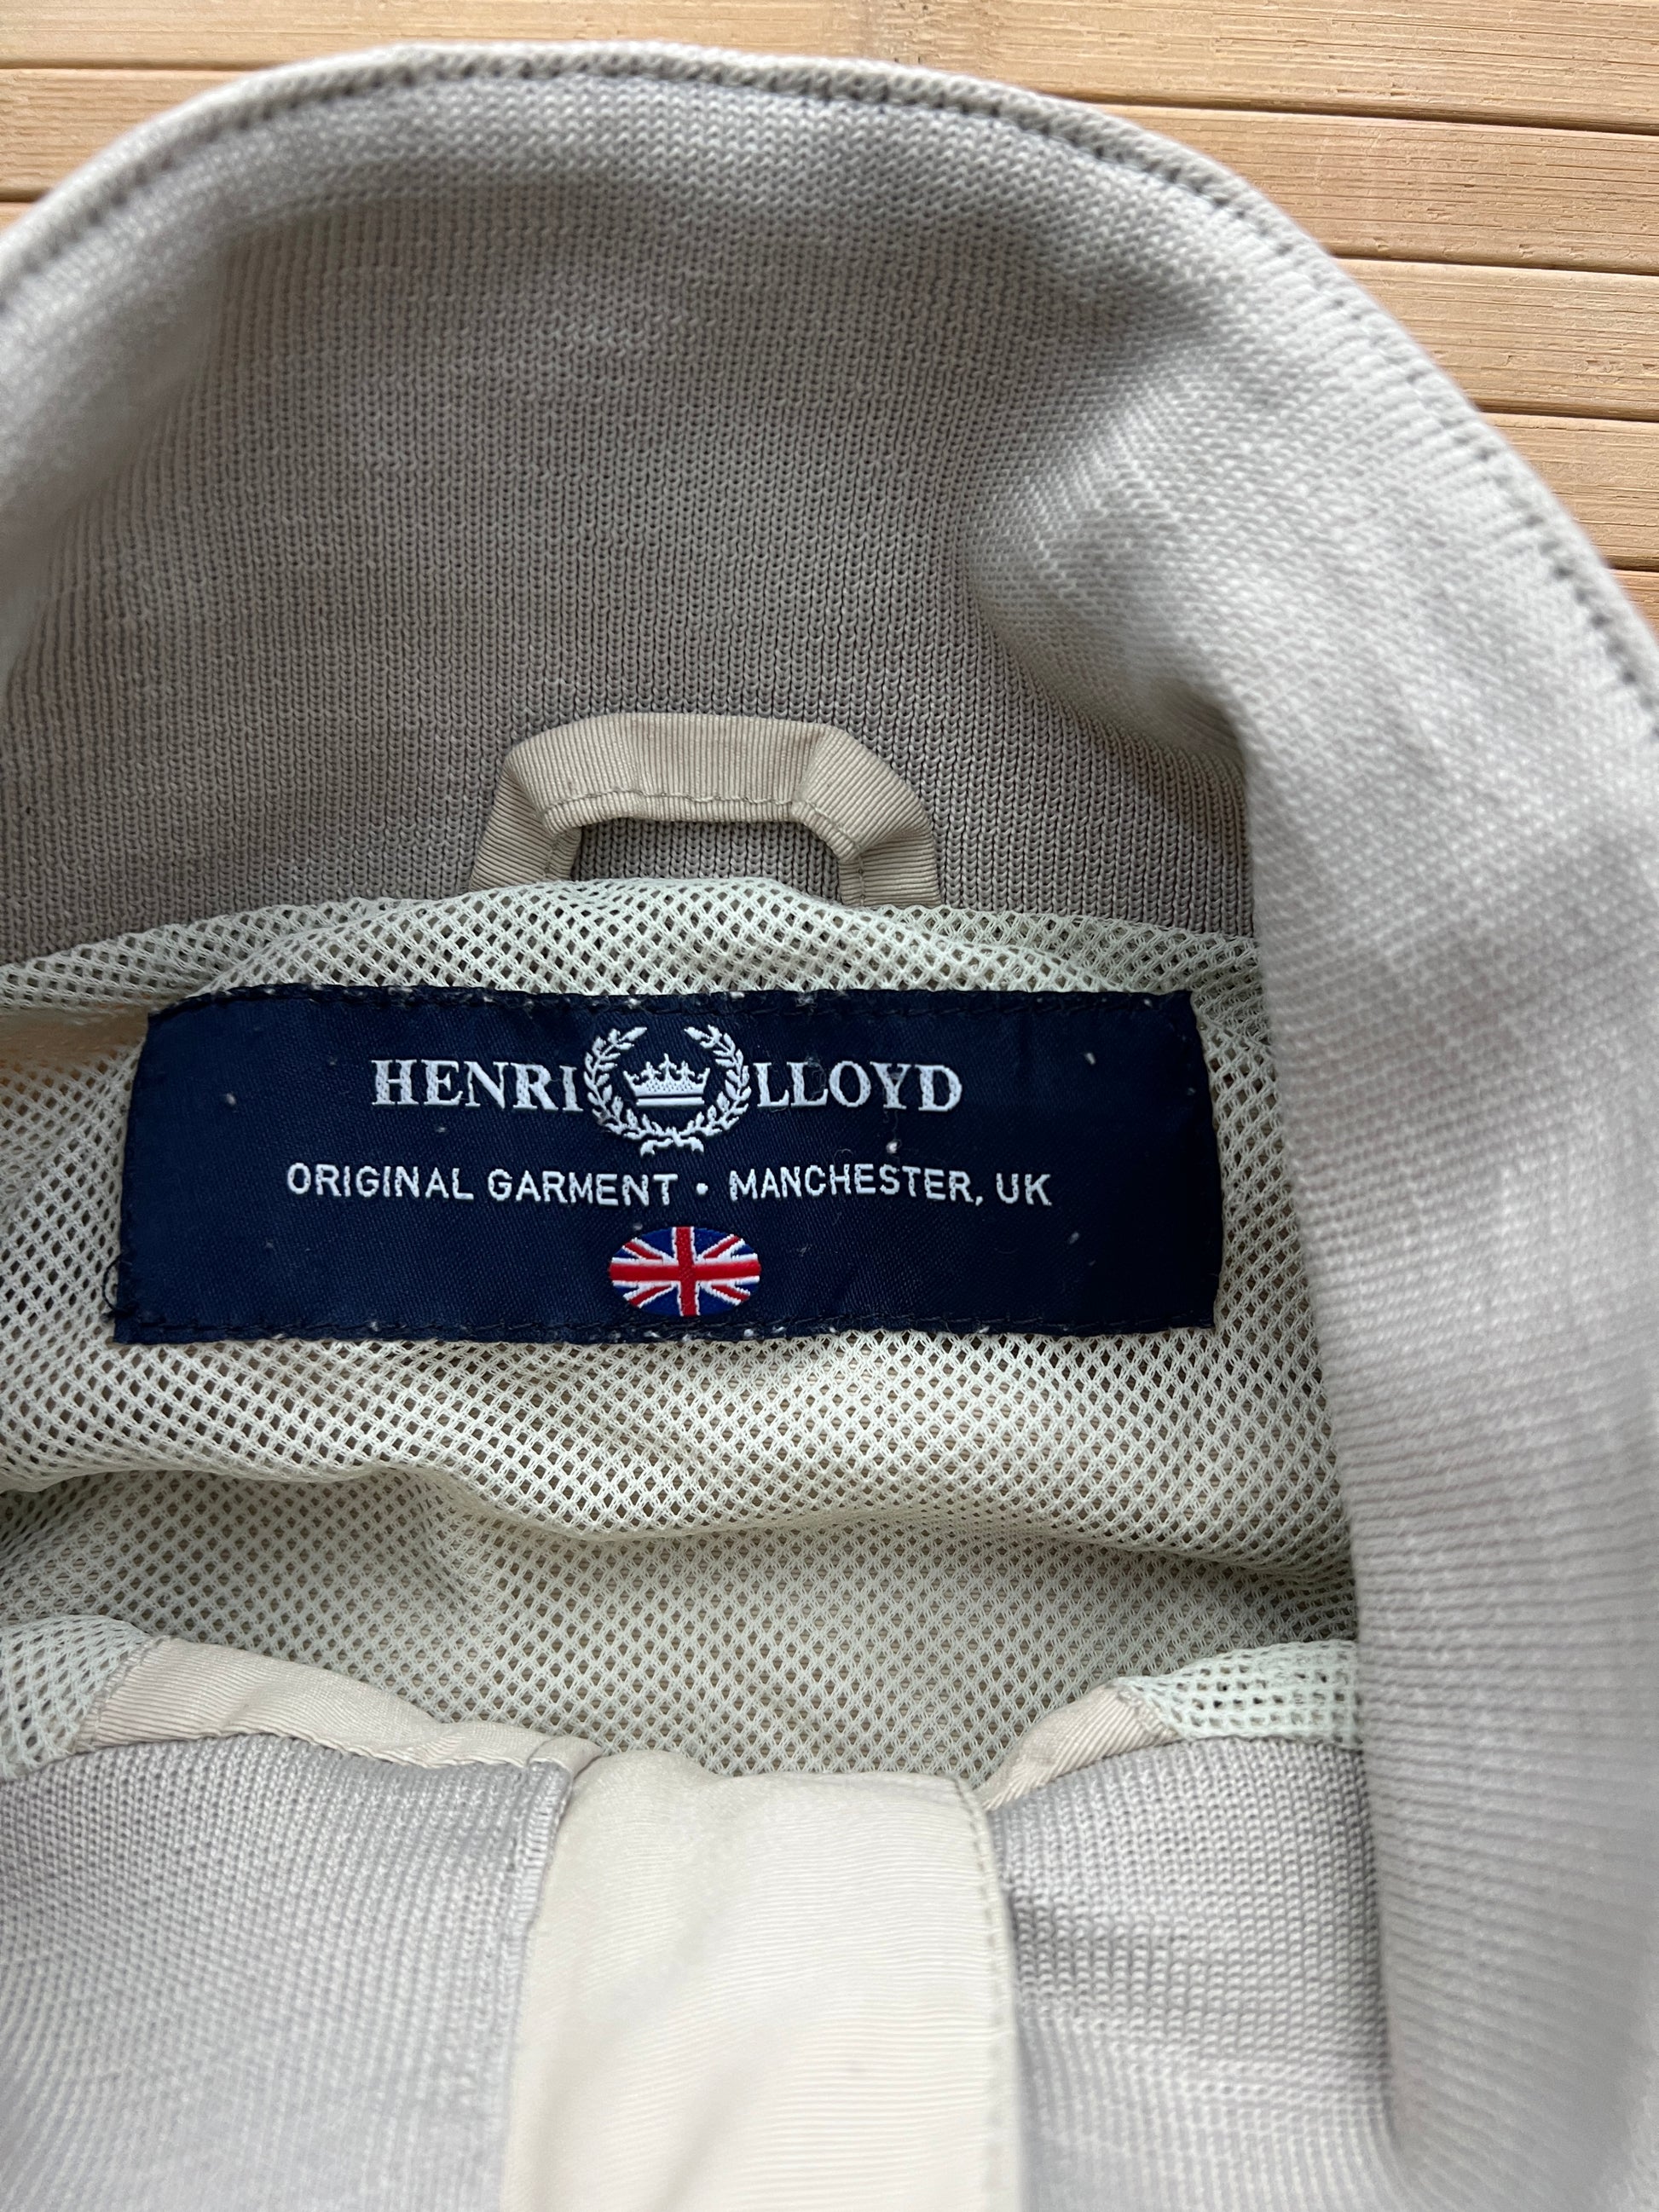 HENRI LLOYD
ORIGINAL GARMENT • MANCHESTER, UK